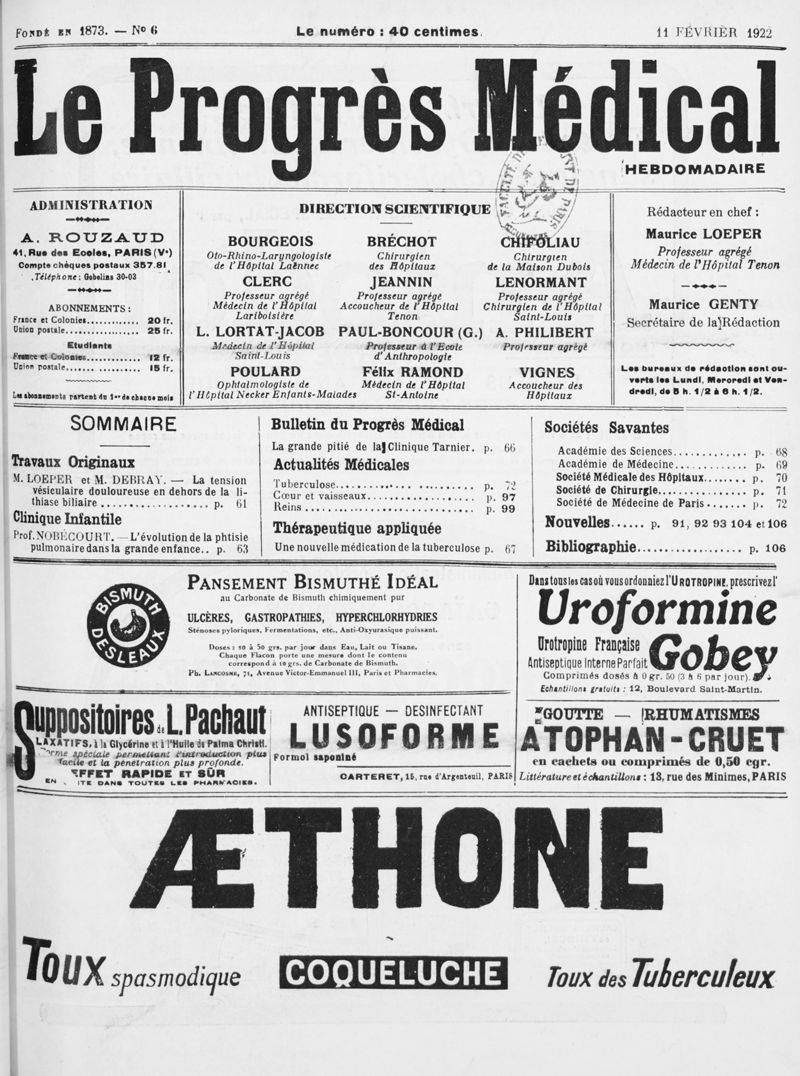 FONDÉ EN 1873. — No 6
Le numéro : 40 centimes.
11 FÉVRIER 1922
Le Progrès Médical
HEBDOMADAIRE
ADMINISTRATION
A. ROUZAUD
41, Rue des Ecoles, PARIS (Ve)
Compte chèques postaux 357.81
Téléphone: Gobelins 30-03
ABONNEMENTS :
France et Colonies............ 20 fr.
Union postale............... 25 fr.
Etudiants
France et Colonies............ 12 fr.
Union postale............... 15 fr.
Les abonnements partent du 1er de chaque mois
DIRECTION SCIENTIFIQUE
BOURGEOIS
Oto-Rhino-Laryngologiste
de l'Hôpital Laënnec
CLERC
Professeur agrégé
Médecin de l'Hôpital
Lariboisière
L. LORTAT-JACOB
Médecin de l'Hôpital
Saint-Louis
POULARD
Ophtalmologiste de
l'Hôpital Necker Enfants-Malades
BRÉCHOT
Chirurgien
des Hôpitaux
JEANNIN
Professeur agrégé
Accoucheur de l'Hôpital
Tenon
PAUL-BONCOUR (G.)
Professeur à l'Ecole
d'Anthropologie
Félix RAMOND
Médecin de l'Hôpital
St-Antoine
CHIFOLIAU
Chirurgien
de la Maison Dubois
LENORMANT
Professeur agrégé
Chirurgien de l'Hôpital
Saint-Louis
A. PHILIBERT
Professeur agrégé
VIGNES
Accoucheur des
Hôpitaux
Rédacteur en chef :
Maurice LOEPER
Professeur agrégé
Médecin de l'Hôpital Tenon
Maurice GENTY
Secrétaire de la Rédaction
Les bureaux de rédaction sont ou-
verts les Lundi, Mercredi et Ven-
dredi, de 5 h. 1/2 à 6 h. 1/2.
SOMMAIRE
Travaux Originaux
M. LOEPER et M. DEBRAY. — La tension
vésiculaire douloureuse en dehors de la li-
thiase biliaire .................... p. 61
Clinique Infantile
Prof. NOBÉCOURT. — L'évolution de la phtisie
pulmonaire dans la grande enfance.. p. 63
Bulletin du Progrès Médical
La grande pitié de la Clinique Tarnier. p. 66
Actualités Médicales
Tuberculose............................ p. 72
Cœur et vaisseaux.................. p. 97
Reins ............................... p. 99
Thérapeutique appliquée
Une nouvelle médication de la tuberculose p. 67
Sociétés Savantes
Académie des Sciences............. p. 68
Académie de Médecine............. p. 69
Société Médicale des Hôpitaux........ p. 70
Société de Chirurgie................ p. 71
Société de Médecine de Paris ....... p. 72
Nouvelles...... p. 91, 92 93 104 et 106
Bibliographie.................. p. 106
BISMUTH
DESLEAUX
PANSEMENT BISMUTHÉ IDÉAL
au Carbonate de Bismuth chimiquement pur
ULCÈRES, GASTROPATHIES, HYPERCHLORHYDRIES
Sténoses pyloriques, Fermentations, etc., Anti-Oxyurasique puissant.
Doses : 10 à 50 grs. par jour dans Eau, Lait ou Tisane.
Chaque Flacon porte une mesure dont le contenu
correspond à 10 grs. de Carbonate de Bismuth.
Ph. LANCOSME, 71, Avenue Victor-Emmanuel III, Paris et Pharmacies.
Dans tous les cas où vous ordonniez l'UROTROPINE, prescrivez l'
Uroformine
Urotropine Française
Gobey
Antiseptique Interne Parfait
Comprimés dosés à 0 gr. 50 (3 à 6 par jour).
Echantillons gratuits : 12, Boulevard Saint-Martin.
Suppositoires de L. Pachaut
LAXATIFS, à la Glycérine et à l'Huile de Palma Christi.
Forme spéciale permettant l'introduction plus
facile et la pénétration plus profonde.
EFFET RAPIDE ET SÛR
EN VENTE DANS TOUTES LES PHARMACIES.
ANTISEPTIQUE — DESINFECTANT
LUSOFORME
Formol saponiné
CARTERET, 15, rue d'Argenteuil, PARIS
GOUTTE — RHUMATISMES
ATOPHAN-CRUET
en cachets ou comprimés de 0,50 cgr.
Littérature et échantillons : 13, rue des Minimes, PARIS
ÆTHONE
Toux spasmodique
COQUELUCHE
Toux des Tuberculeux